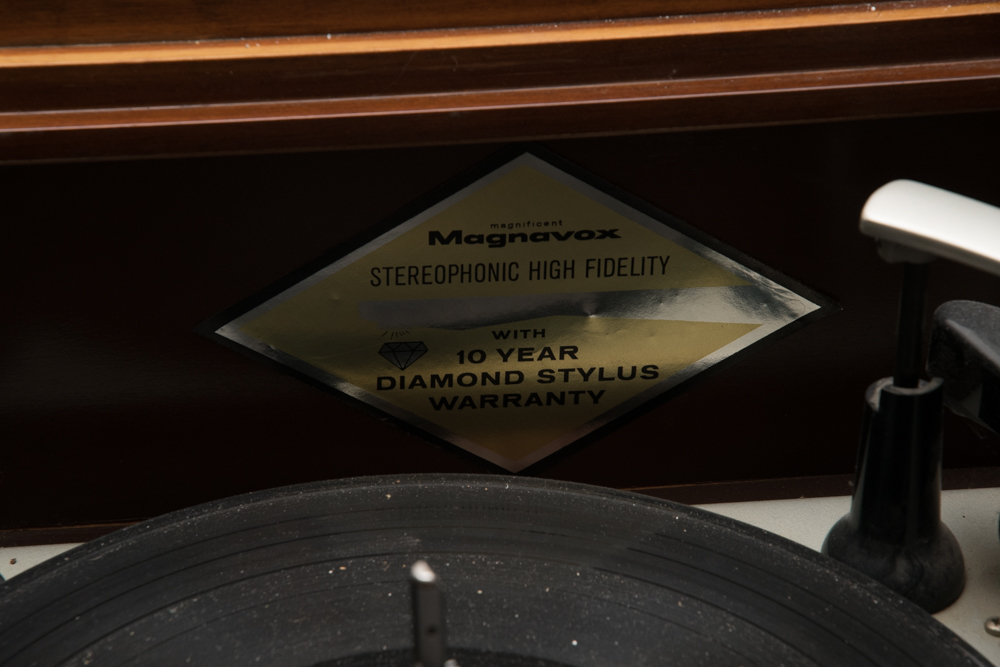 magnificent
Magnavox
STEREOPHONIC HIGH FIDELITY
WITH
10 YEAR
DIAMOND STYLUS
WARRANTY